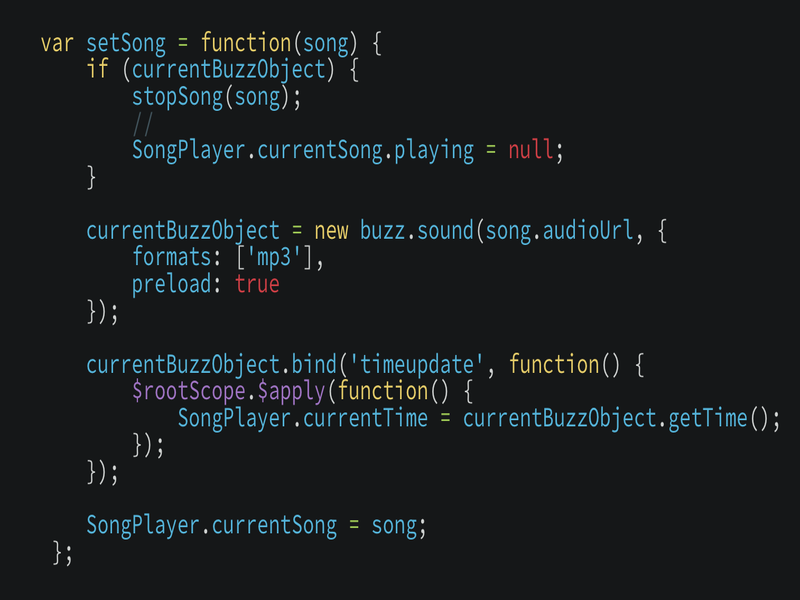 var setSong = function(song) {
if (currentBuzzObject) {
stopSong(song);
//
SongPlayer.currentSong.playing = null;
}
currentBuzzObject = new buzz.sound(song.audioUrl, {
formats: ['mp3'],
preload: true
});
currentBuzzObject.bind('timeupdate', function() {
$rootScope.$apply(function() {
SongPlayer.currentTime = currentBuzzObject.getTime();
});
});
SongPlayer.currentSong = song;
};